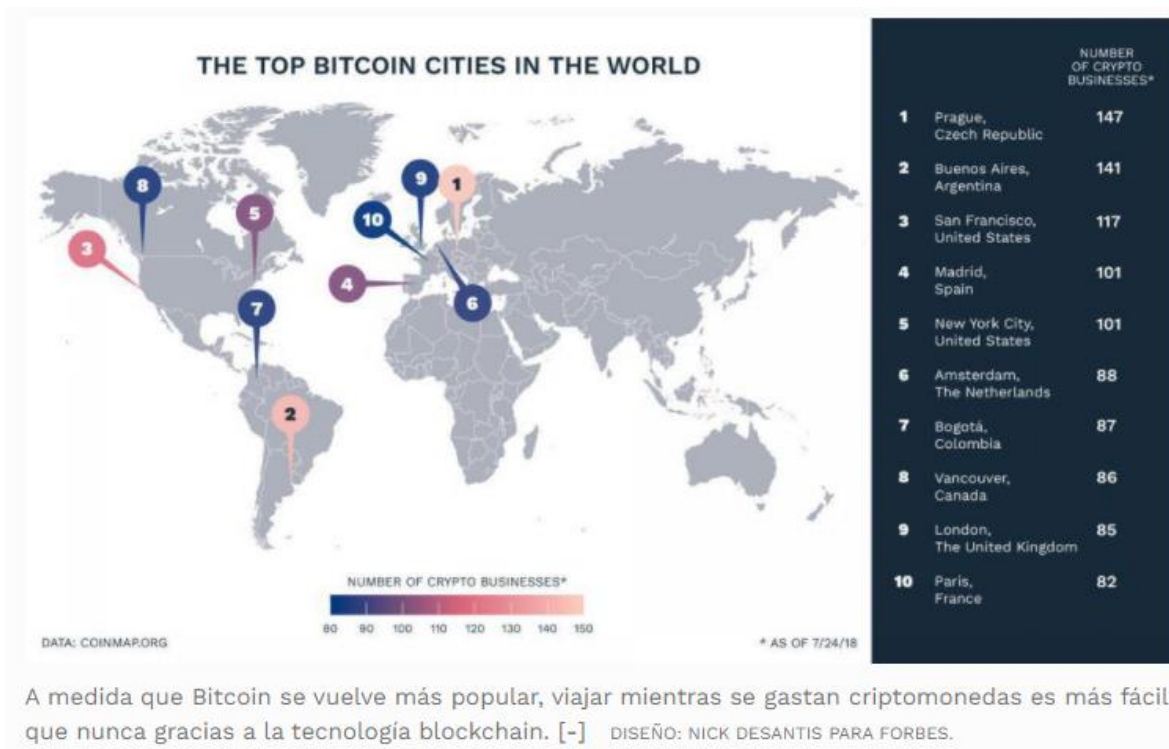 THE TOP BITCOIN CITIES IN THE WORLD
8
5
3
7
9
1
10
4
6
2
NUMBER OF CRYPTO BUSINESSES*
80 90 100 110 120 130 140 150
DATA: COINMAP.ORG
* AS OF 7/24/18
NUMBER
OF CRYPTO
BUSINESSES*
1 Prague, 147
Czech Republic
2 Buenos Aires, 141
Argentina
3 San Francisco, 117
United States
4 Madrid, 101
Spain
5 New York City, 101
United States
6 Amsterdam, 88
The Netherlands
7 Bogotá, 87
Colombia
8 Vancouver, 86
Canada
9 London, 85
The United Kingdom
10 Paris, 82
France
A medida que Bitcoin se vuelve más popular, viajar mientras se gastan criptomonedas es más fácil
que nunca gracias a la tecnología blockchain. [-] DISEÑO: NICK DESANTIS PARA FORBES.